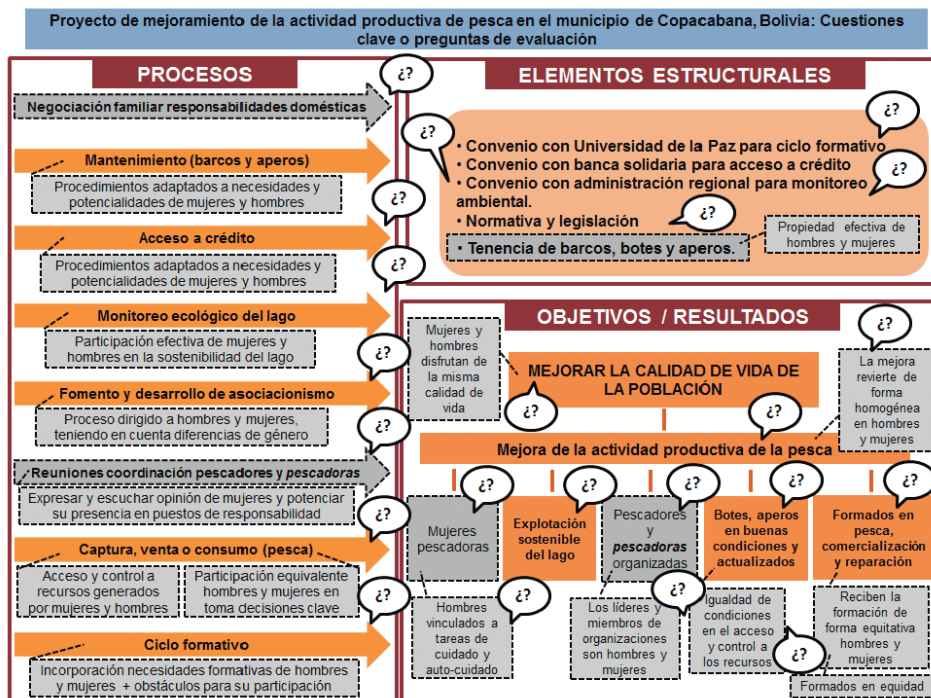 Proyecto de mejoramiento de la actividad productiva de pesca en el municipio de Copacabana, Bolivia: Cuestiones
clave o preguntas de evaluación
PROCESOS
¿?
Negociación familiar responsabilidades domésticas
Mantenimiento (barcos y aperos)
¿?
Procedimientos adaptados a necesidades y
potencialidades de mujeres y hombres
¿?
Acceso a crédito
¿?
Procedimientos adaptados a necesidades y
potencialidades de mujeres y hombres
Monitoreo ecológico del lago
Participación efectiva de mujeres y
hombres en la sostenibilidad del lago
¿?
Fomento y desarrollo de asociacionismo
Proceso dirigido a hombres y mujeres,
teniendo en cuenta diferencias de género
¿?
Reuniones coordinación pescadores y pescadoras
Expresar y escuchar opinión de mujeres y potenciar
su presencia en puestos de responsabilidad
¿?
Captura, venta o consumo (pesca)
Acceso y control a
recursos generados
por mujeres y hombres
Participación equivalente
hombres y mujeres en
toma decisiones clave
¿?
Ciclo formativo
Incorporación necesidades formativas de hombres
y mujeres + obstáculos para su participación
ELEMENTOS ESTRUCTURALES
¿?
• Convenio con Universidad de la Paz para ciclo formativo
• Convenio con banca solidaria para acceso a crédito
¿?
• Convenio con administración regional para monitoreo
ambiental.
• Normativa y legislación
¿?
• Tenencia de barcos, botes y aperos.
Propiedad efectiva de
hombres y mujeres
OBJETIVOS / RESULTADOS
¿?
Mujeres y
hombres
disfrutan de
la misma
calidad de
vida
MEJORAR LA CALIDAD DE VIDA DE
LA POBLACIÓN
¿?
¿?
La mejora
revierte de
forma
homogénea
en hombres
y mujeres
Mejora de la actividad productiva de la pesca
¿?
¿?
¿?
¿?
¿?
Mujeres
pescadoras
Explotación
sostenible
del lago
Pescadores
y
pescadoras
organizadas
Botes, aperos
en buenas
condiciones y
actualizados
Formados en
pesca,
comercialización
y reparación
Hombres
vinculados a
tareas de
cuidado y
auto-cuidado
¿?
Los líderes y
miembros de
organizaciones
son hombres y
mujeres
¿?
Igualdad de
condiciones
en el acceso
y control a
los recursos
¿?
Reciben la
formación de
forma equitativa
hombres y
mujeres
Formados en equidad